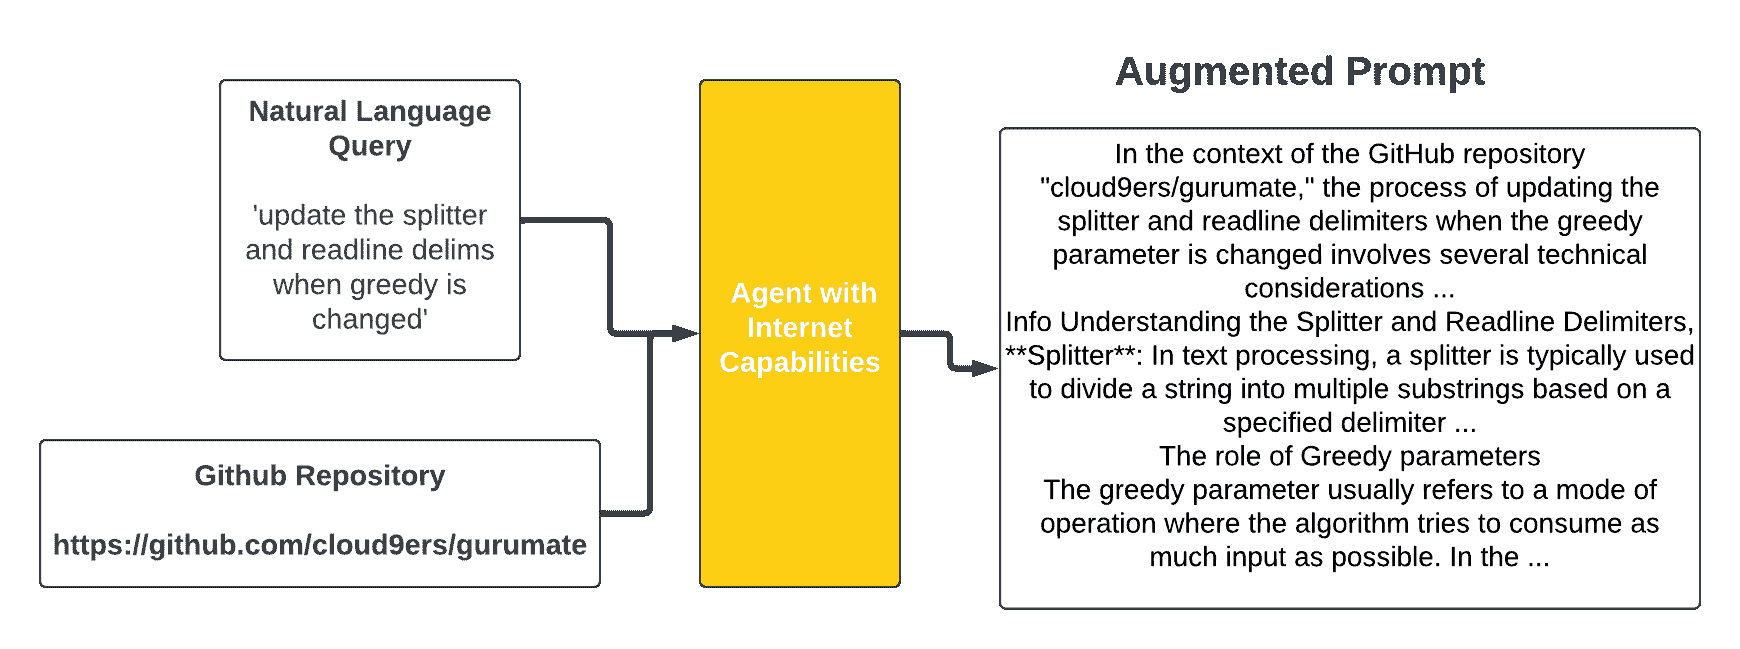 Natural Language
Query
'update the splitter
and readline delims
when greedy is
changed'
Github Repository
https://github.com/cloud9ers/gurumate
Agent with
Internet
Capabilities
Augmented Prompt
In the context of the GitHub repository
"cloud9ers/gurumate," the process of updating the
splitter and readline delimiters when the greedy
parameter is changed involves several technical
considerations ...
Info Understanding the Splitter and Readline Delimiters,
**Splitter**: In text processing, a splitter is typically used
to divide a string into multiple substrings based on a
specified delimiter ...
The role of Greedy parameters
The greedy parameter usually refers to a mode of
operation where the algorithm tries to consume as
much input as possible. In the ...